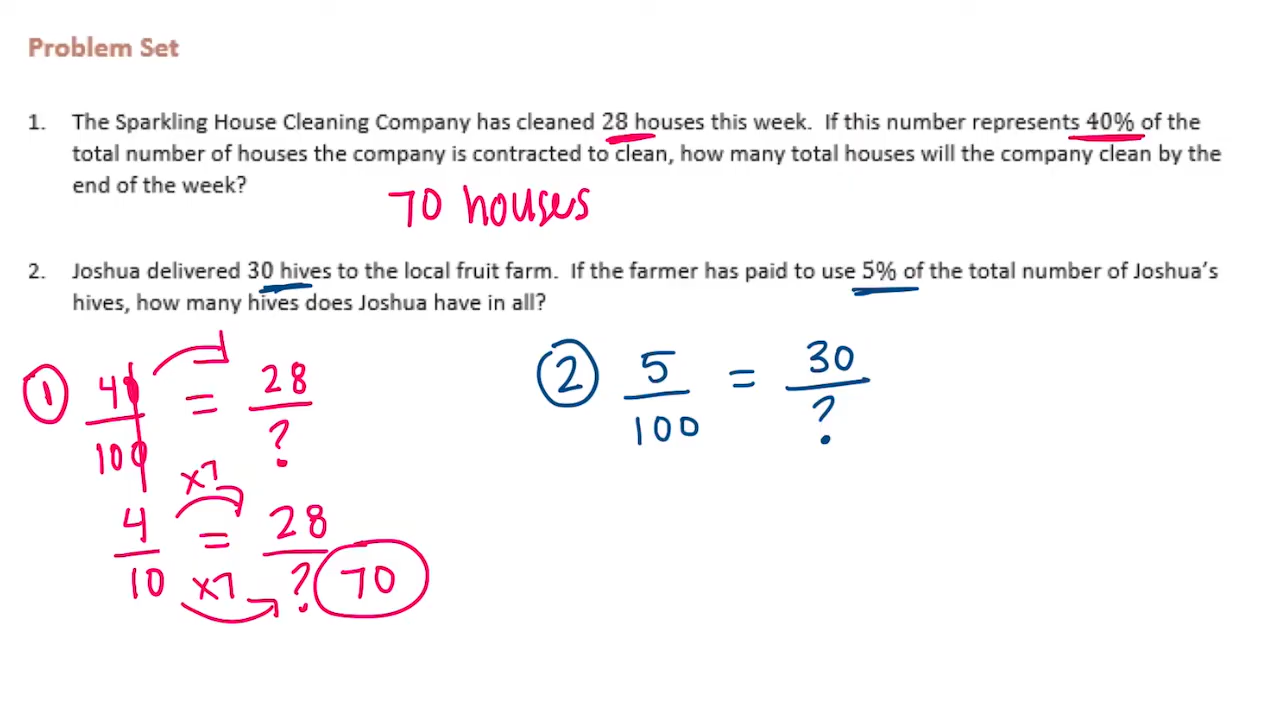 Problem Set
1. The Sparkling House Cleaning Company has cleaned 28 houses this week. If this number represents 40% of the
total number of houses the company is contracted to clean, how many total houses will the company clean by the
end of the week?
70 houses
2. Joshua delivered 30 hives to the local fruit farm. If the farmer has paid to use 5% of the total number of Joshua's
hives, how many hives does Joshua have in all?
1 40/100 = 28/?
x7
4/10 = 28/? 70
x7
2 5/100 = 30/?